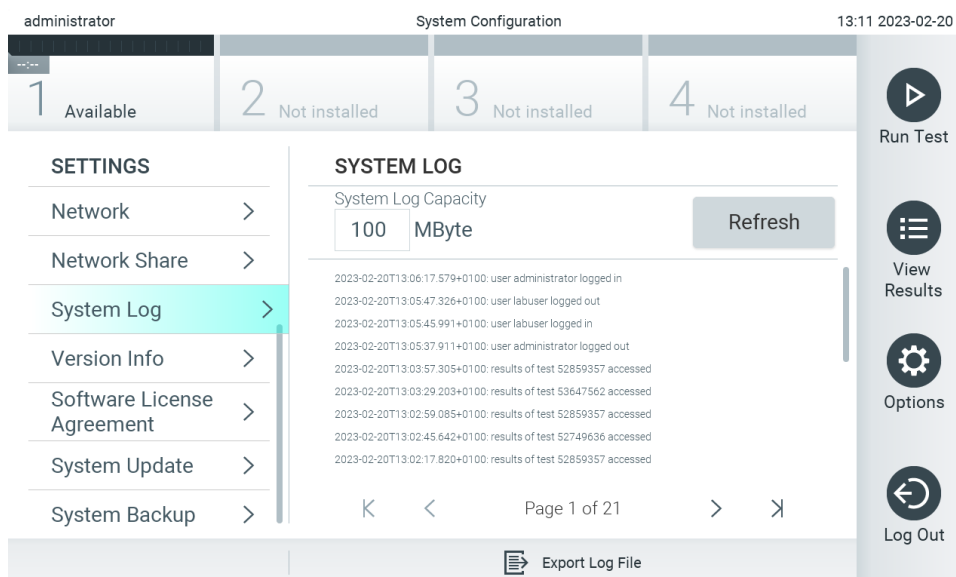 administrator
System Configuration
13:11 2023-02-20
--:--
1 Available
2 Not installed
3 Not installed
4 Not installed
Run Test
View
Results
Options
Log Out
SETTINGS
Network
Network Share
System Log
Version Info
Software License
Agreement
System Update
System Backup
SYSTEM LOG
System Log Capacity
100 MByte
Refresh
2023-02-20T13:06:17.579+0100: user administrator logged in
2023-02-20T13:05:47.326+0100: user labuser logged out
2023-02-20T13:05:45.991+0100: user labuser logged in
2023-02-20T13:05:37.911+0100: user administrator logged out
2023-02-20T13:03:57.305+0100: results of test 52859357 accessed
2023-02-20T13:03:29.203+0100: results of test 53647562 accessed
2023-02-20T13:02:59.085+0100: results of test 52859357 accessed
2023-02-20T13:02:45.642+0100: results of test 52749636 accessed
2023-02-20T13:02:17.820+0100: results of test 52859357 accessed
Page 1 of 21
Export Log File